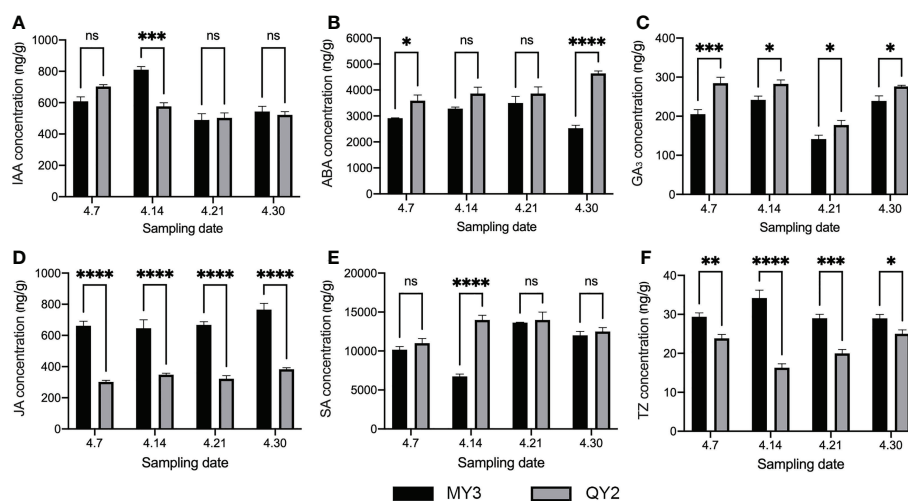 A
IAA concentration (ng/g)
1000
800
600
400
200
0
ns
***
ns
ns
4.7 4.14 4.21 4.30
Sampling date
B
ABA concentration (ng/g)
6000
5000
4000
3000
2000
1000
0
*
ns
ns
****
4.7 4.14 4.21 4.30
Sampling date
C
GA3 concentration (ng/g)
400
300
200
100
0
***
*
*
*
4.7 4.14 4.21 4.30
Sampling date
D
JA concentration (ng/g)
1000
800
600
400
200
0
****
****
****
****
4.7 4.14 4.21 4.30
Sampling date
E
SA concentration (ng/g)
20000
15000
10000
5000
0
ns
****
ns
ns
4.7 4.14 4.21 4.30
Sampling date
F
TZ concentration (ng/g)
40
30
20
10
0
**
****
***
*
4.7 4.14 4.21 4.30
Sampling date
MY3 QY2